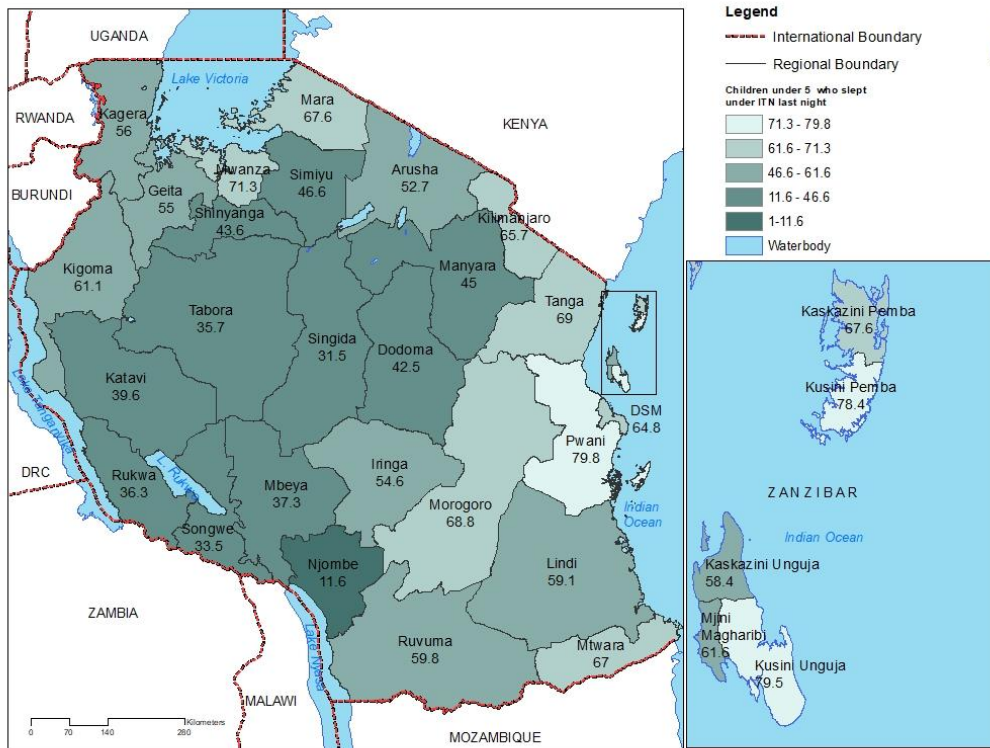 UGANDA
Lake Victoria
RWANDA
Kagera
56
Mara
67.6
KENYA
BURUNDI
Mwanza
71.3
Simiyu
46.6
Arusha
52.7
Geita
55
Shinyanga
43.6
Kilimanjaro
65.7
Kigoma
61.1
Manyara
45
Tanga
69
Tabora
35.7
Singida
31.5
Dodoma
42.5
Katavi
39.6
Lake Tanganyika
DSM
64.8
Pwani
79.8
DRC
Rukwa
36.3
L. Rukwa
Mbeya
37.3
Iringa
54.6
Morogoro
68.8
Indian
Ocean
Songwe
33.5
Njombe
11.6
Lindi
59.1
ZAMBIA
Lake Nyasa
Ruvuma
59.8
Mtwara
67
MALAWI
MOZAMBIQUE
Kilometers
0 70 140 280
Legend
International Boundary
Regional Boundary
Children under 5 who slept
under ITN last night
71.3 - 79.8
61.6 - 71.3
46.6 - 61.6
11.6 - 46.6
1-11.6
Waterbody
Kaskazini Pemba
67.6
Kusini Pemba
78.4
ZANZIBAR
Indian Ocean
Kaskazini Unguja
58.4
Mjini
Magharibi
61.6
Kusini Unguja
79.5